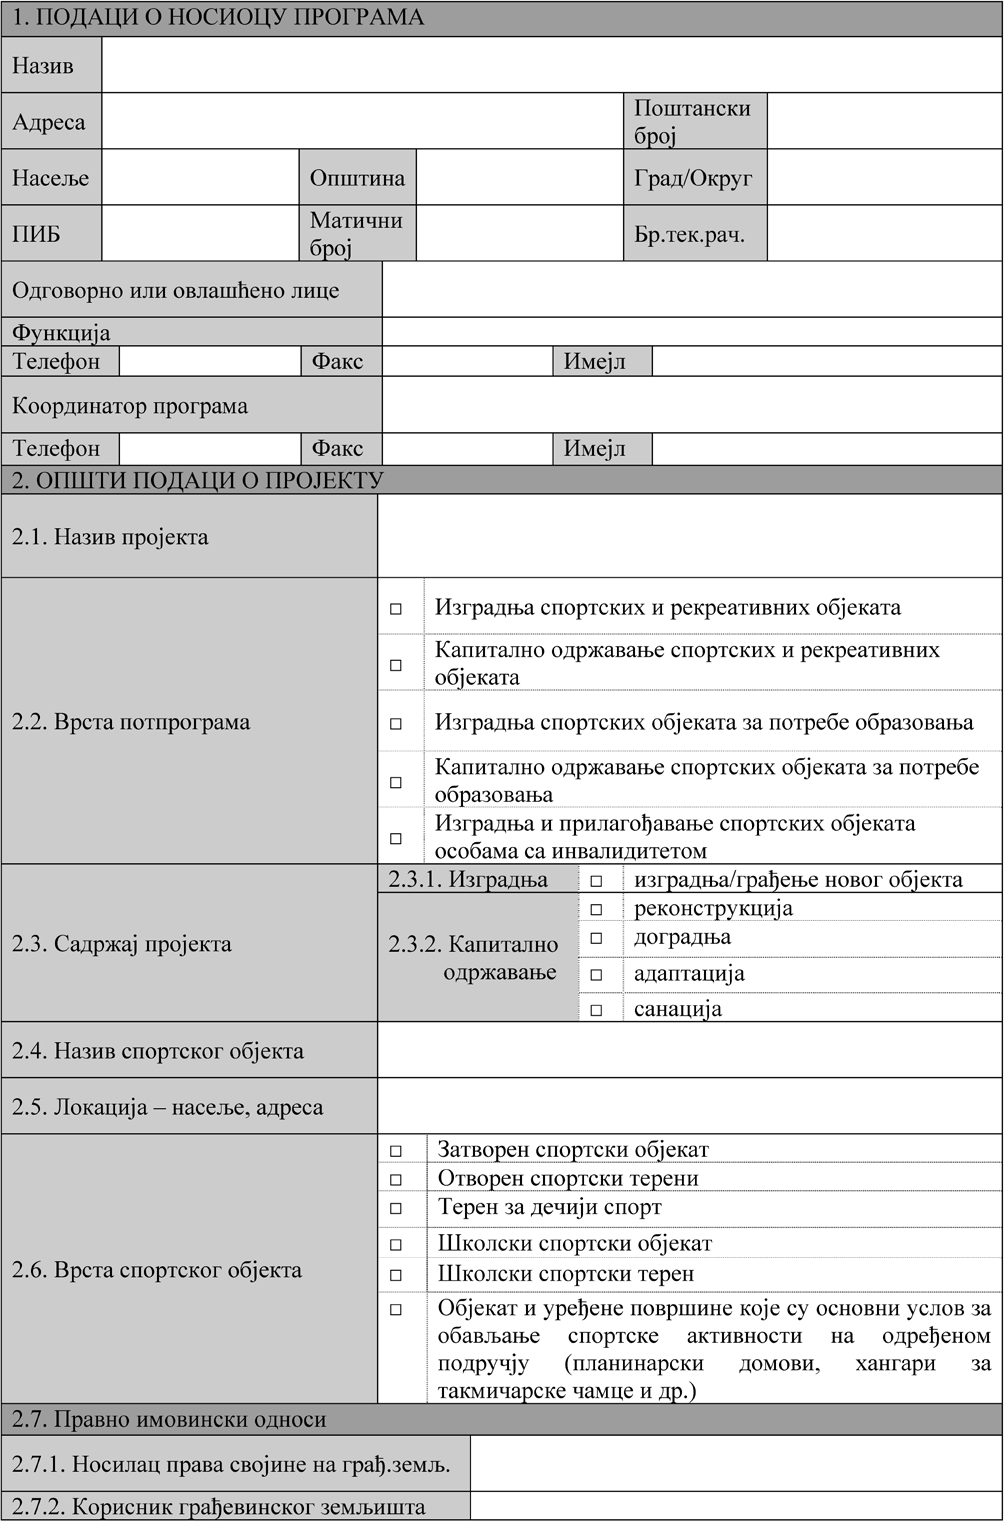 1. ПОДАЦИ О НОСИОЦУ ПРОГРАМА
Назив
Адреса
Поштански
број
Насеље
Општина
Град/Округ
ПИБ
Матични
број
Бр.тек.рач.
Одговорно или овлашћено лице
Функција
Телефон
Факс
Имејл
Координатор програма
Телефон
Факс
Имејл
2. ОПШТИ ПОДАЦИ О ПРОЈЕКТУ
2.1. Назив пројекта
2.2. Врста потпрограма
□ Изградња спортских и рекреативних објеката
□ Капитално одржавање спортских и рекреативних
објеката
□ Изградња спортских објеката за потребе образовања
□ Капитално одржавање спортских објеката за потребе
образовања
□ Изградња и прилагођавање спортских објеката
особама са инвалидитетом
2.3. Садржај пројекта
2.3.1. Изградња
□ изградња/грађење новог објекта
2.3.2. Капитално
одржавање
□ реконструкција
□ доградња
□ адаптација
□ санација
2.4. Назив спортског објекта
2.5. Локација – насеље, адреса
2.6. Врста спортског објекта
□ Затворен спортски објекат
□ Отворен спортски терени
□ Терен за дечији спорт
□ Школски спортски објекат
□ Школски спортски терен
□ Објекат и уређене површине које су основни услов за
обављање спортске активности на одређеном
подручју (планинарски домови, хангари за
такмичарске чамце и др.)
2.7. Правно имовински односи
2.7.1. Носилац права својине на грађ.земљ.
2.7.2. Корисник грађевинског земљишта